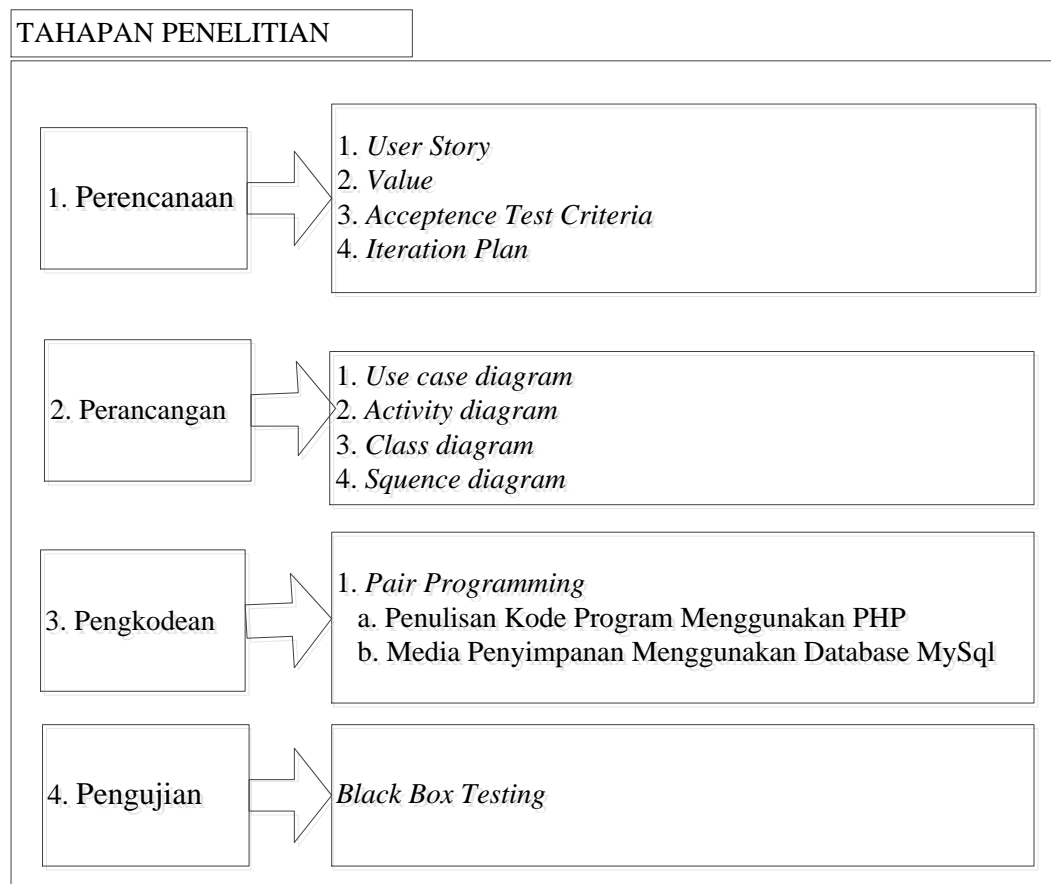 TAHAPAN PENELITIAN
1. Perencanaan
1. User Story
2. Value
3. Acceptence Test Criteria
4. Iteration Plan
2. Perancangan
1. Use case diagram
2. Activity diagram
3. Class diagram
4. Squence diagram
3. Pengkodean
1. Pair Programming
a. Penulisan Kode Program Menggunakan PHP
b. Media Penyimpanan Menggunakan Database MySql
4. Pengujian
Black Box Testing